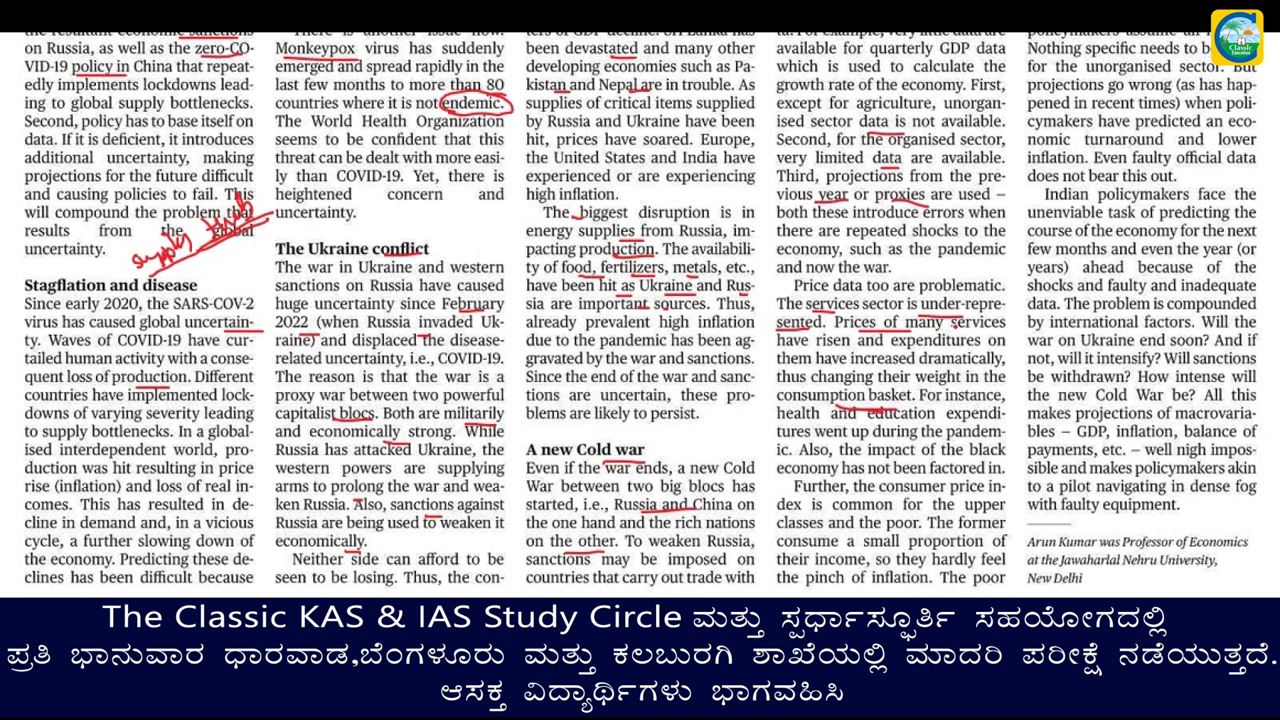 on Russia, as well as the zero-CO-
VID-19 policy in China that repeat-
edly implements lockdowns lead-
ing to global supply bottlenecks.
Second, policy has to base itself on
data. If it is deficient, it introduces
additional uncertainty, making
projections for the future difficult
and causing policies to fail. This
will compound the problem that
results from the global
uncertainty.
supply
Stagflation and disease
Since early 2020, the SARS-COV-2
virus has caused global uncertain-
ty. Waves of COVID-19 have cur-
tailed human activity with a conse-
quent loss of production. Different
countries have implemented lock-
downs of varying severity leading
to supply bottlenecks. In a global-
ised interdependent world, pro-
duction was hit resulting in price
rise (inflation) and loss of real in-
comes. This has resulted in de-
cline in demand and, in a vicious
cycle, a further slowing down of
the economy. Predicting these de-
clines has been difficult because
There is another issue now.
Monkeypox virus has suddenly
emerged and spread rapidly in the
last few months to more than 80
countries where it is not endemic.
The World Health Organization
seems to be confident that this
threat can be dealt with more easi-
ly than COVID-19. Yet, there is
heightened concern and
uncertainty.
The Ukraine conflict
The war in Ukraine and western
sanctions on Russia have caused
huge uncertainty since February
2022 (when Russia invaded Uk-
raine) and displaced the disease-
related uncertainty, i.e., COVID-19.
The reason is that the war is a
proxy war between two powerful
capitalist blocs. Both are militarily
and economically strong. While
Russia has attacked Ukraine, the
western powers are supplying
arms to prolong the war and wea-
ken Russia. Also, sanctions against
Russia are being used to weaken it
economically.
Neither side can afford to be
seen to be losing. Thus, the con-
been devastated and many other
developing economies such as Pa-
kistan and Nepal are in trouble. As
supplies of critical items supplied
by Russia and Ukraine have been
hit, prices have soared. Europe,
the United States and India have
experienced or are experiencing
high inflation.
The biggest disruption is in
energy supplies from Russia, im-
pacting production. The availabili-
ty of food, fertilizers, metals, etc.,
have been hit as Ukraine and Rus-
sia are important sources. Thus,
already prevalent high inflation
due to the pandemic has been ag-
gravated by the war and sanctions.
Since the end of the war and sanc-
tions are uncertain, these pro-
blems are likely to persist.
A new Cold war
Even if the war ends, a new Cold
War between two big blocs has
started, i.e., Russia and China on
the one hand and the rich nations
on the other. To weaken Russia,
sanctions may be imposed on
countries that carry out trade with
available for quarterly GDP data
which is used to calculate the
growth rate of the economy. First,
except for agriculture, unorgan-
ised sector data is not available.
Second, for the organised sector,
very limited data are available.
Third, projections from the pre-
vious year or proxies are used –
both these introduce errors when
there are repeated shocks to the
economy, such as the pandemic
and now the war.
Price data too are problematic.
The services sector is under-repre-
sented. Prices of many services
have risen and expenditures on
them have increased dramatically,
thus changing their weight in the
consumption basket. For instance,
health and education expendi-
tures went up during the pandem-
ic. Also, the impact of the black
economy has not been factored in.
Further, the consumer price in-
dex is common for the upper
classes and the poor. The former
consume a small proportion of
their income, so they hardly feel
the pinch of inflation. The poor
Nothing specific needs to b
for the unorganised sector. But
projections go wrong (as has hap-
pened in recent times) when poli-
cymakers have predicted an eco-
nomic turnaround and lower
inflation. Even faulty official data
does not bear this out.
Indian policymakers face the
unenviable task of predicting the
course of the economy for the next
few months and even the year (or
years) ahead because of the
shocks and faulty and inadequate
data. The problem is compounded
by international factors. Will the
war on Ukraine end soon? And if
not, will it intensify? Will sanctions
be withdrawn? How intense will
the new Cold War be? All this
makes projections of macrovaria-
bles – GDP, inflation, balance of
payments, etc. – well nigh impos-
sible and makes policymakers akin
to a pilot navigating in dense fog
with faulty equipment.
Arun Kumar was Professor of Economics
at the Jawaharlal Nehru University,
New Delhi
Classic
Education
The Classic KAS & IAS Study Circle ಮತ್ತು ಸ್ಪರ್ಧಾಸ್ಫೂರ್ತಿ ಸಹಯೋಗದಲ್ಲಿ
ಪ್ರತಿ ಭಾನುವಾರ ಧಾರವಾಡ,ಬೆಂಗಳೂರು ಮತ್ತು ಕಲಬುರಗಿ ಶಾಖೆಯಲ್ಲಿ ಮಾದರಿ ಪರೀಕ್ಷೆ ನಡೆಯುತ್ತದೆ.
ಆಸಕ್ತ ವಿದ್ಯಾರ್ಥಿಗಳು ಭಾಗವಹಿಸಿ